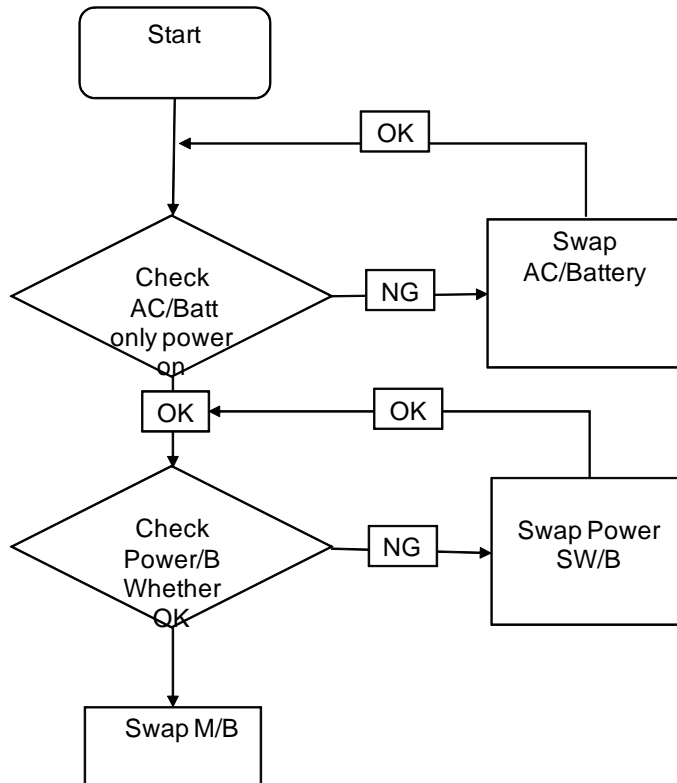 Start
OK
Check
AC/Batt
only power
on
NG
Swap
AC/Battery
OK
OK
Check
Power/B
Whether
OK
NG
Swap Power
SW/B
Swap M/B